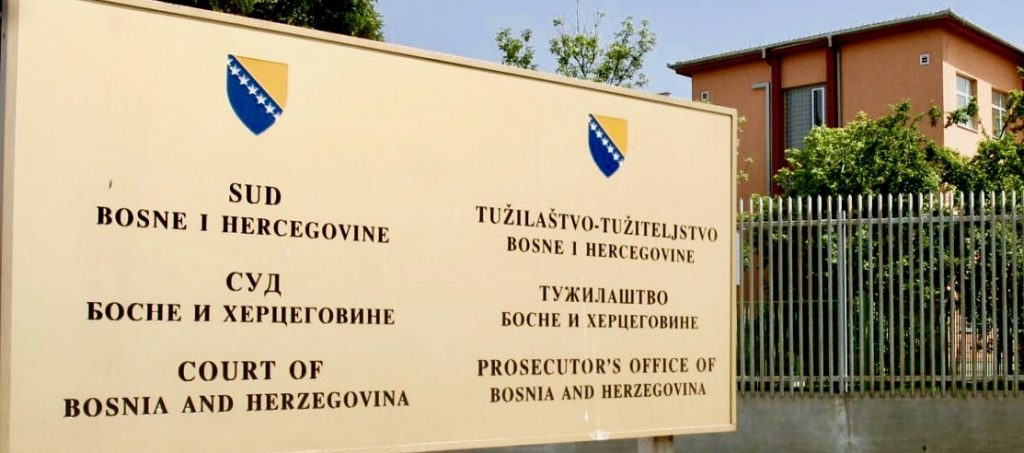 SUD
BOSNE I HERCEGOVINE
СУД
БОСНЕ И ХЕРЦЕГОВИНЕ
COURT OF
BOSNIA AND HERZEGOVINA
TUŽILAŠTVO-TUŽITELJSTVO
BOSNE I HERCEGOVINE
ТУЖИЛАШТВО
БОСНЕ И ХЕРЦЕГОВИНЕ
PROSECUTOR'S OFFICE OF
BOSNIA AND HERZEGOVINA